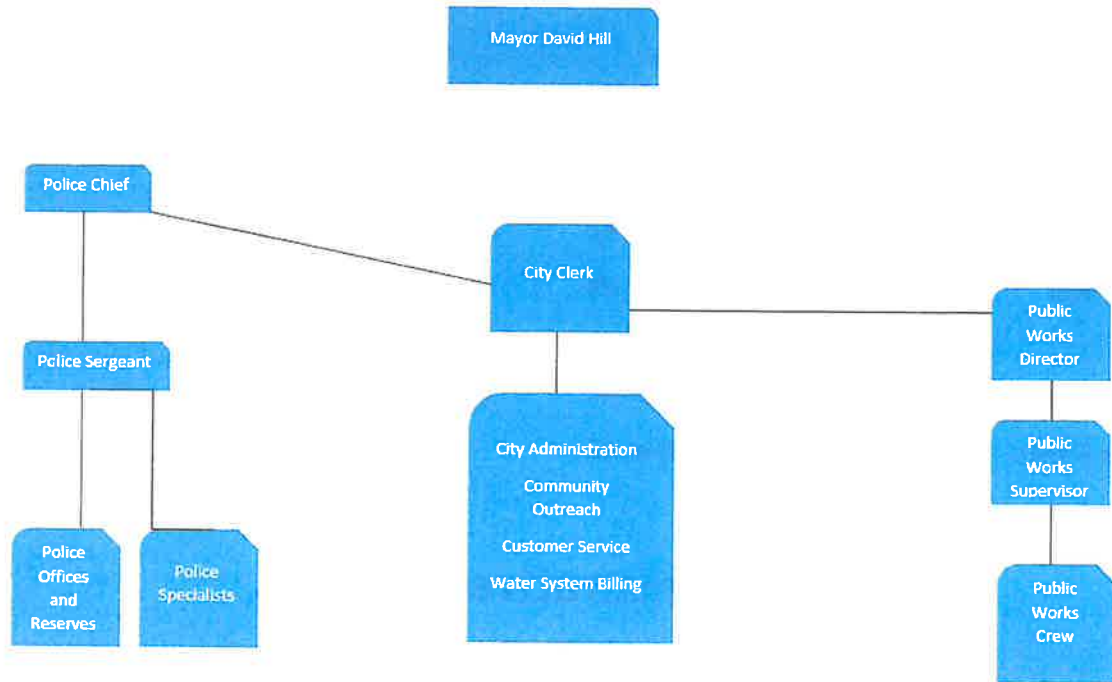 Mayor David Hill
Police Chief
City Clerk
Public
Works
Director
Police Sergeant
City Administration
Community
Outreach
Customer Service
Water System Billing
Public
Works
Supervisor
Police
Offices
and
Reserves
Police
Specialists
Public
Works
Crew